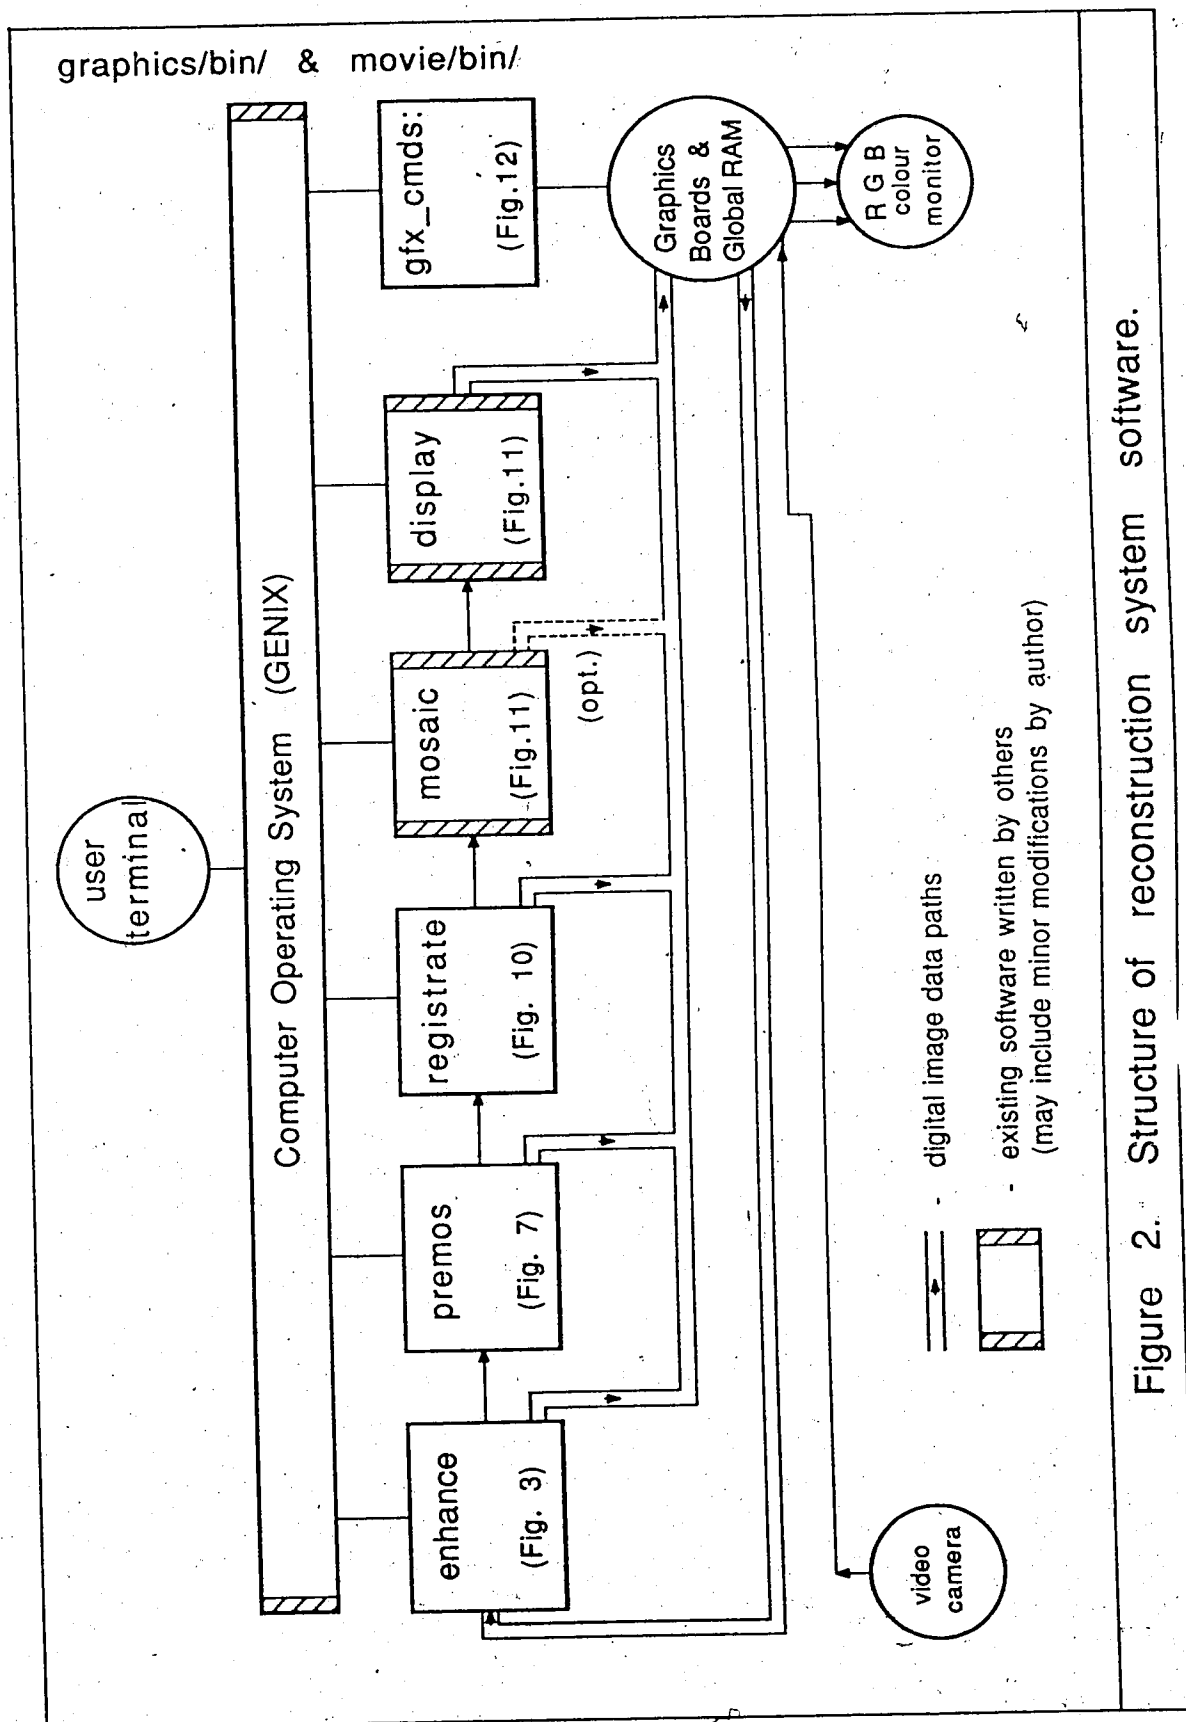 graphics/bin/ & movie/bin/
user
terminal
Computer Operating System (GENIX)
enhance
(Fig. 3)
premos
(Fig. 7)
registrate
(Fig. 10)
mosaic
(Fig.11)
(opt.)
display
(Fig.11)
gfx_cmds:
(Fig.12)
Graphics
Boards &
Global RAM
R G B
colour
monitor
video
camera
- digital image data paths
- existing software written by others
(may include minor modifications by author)
Figure 2. Structure of reconstruction system software.